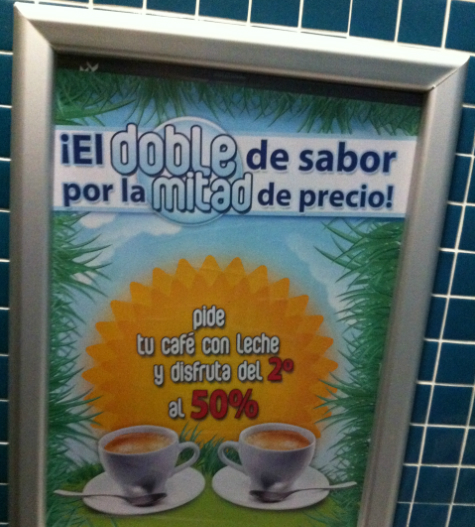 ¡El doble de sabor
por la mitad de precio!
pide
tu café con leche
y disfruta del 2º
al 50%